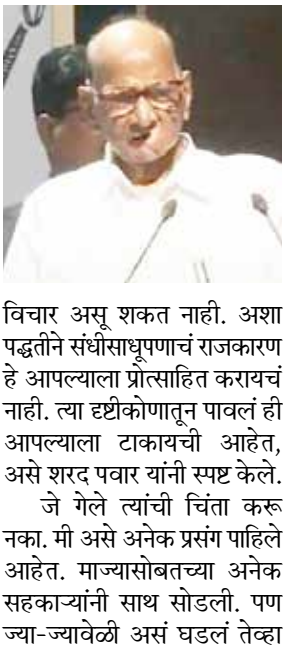 विचार असू शकत नाही. अशा
पद्धतीने संधीसाधूपणाचं राजकारण
हे आपल्याला प्रोत्साहित करायचं
नाही. त्या दृष्टीकोणातून पावलं ही
आपल्याला टाकायची आहेत,
असे शरद पवार यांनी स्पष्ट केले.
जे गेले त्यांची चिंता करू
नका. मी असे अनेक प्रसंग पाहिले
आहेत. माज्यासोबतच्या अनेक
सहकाऱ्यांनी साथ सोडली. पण
ज्या-ज्यावेळी असं घडलं तेव्हा